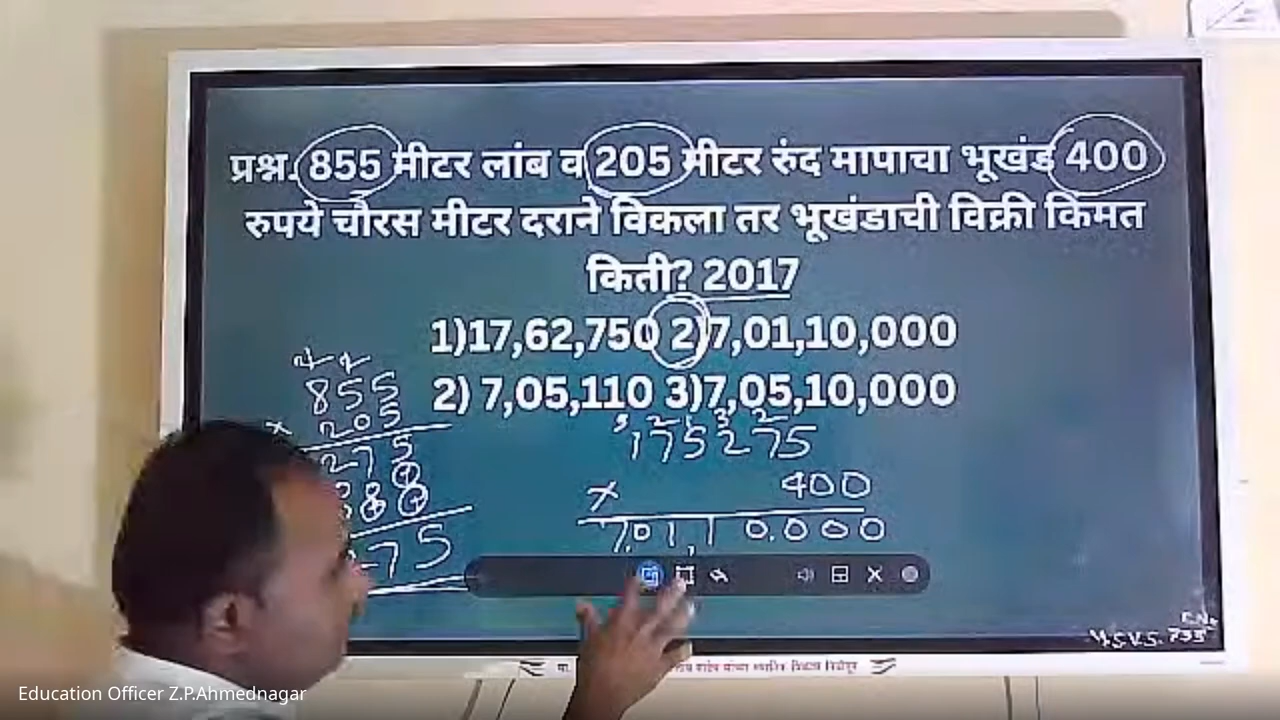 प्रश्न. 855 मीटर लांब व 205 मीटर रुंद मापाचा भूखंड 400
रुपये चौरस मीटर दराने विकला तर भूखंडाची विक्री किमत
किती? 2017
1)17,62,750 2)7,01,10,000
2) 7,05,110 3)7,05,10,000
855
× 205
275
75
175275
× 400
7,01,10,000
Education Officer Z.P.Ahmednagar